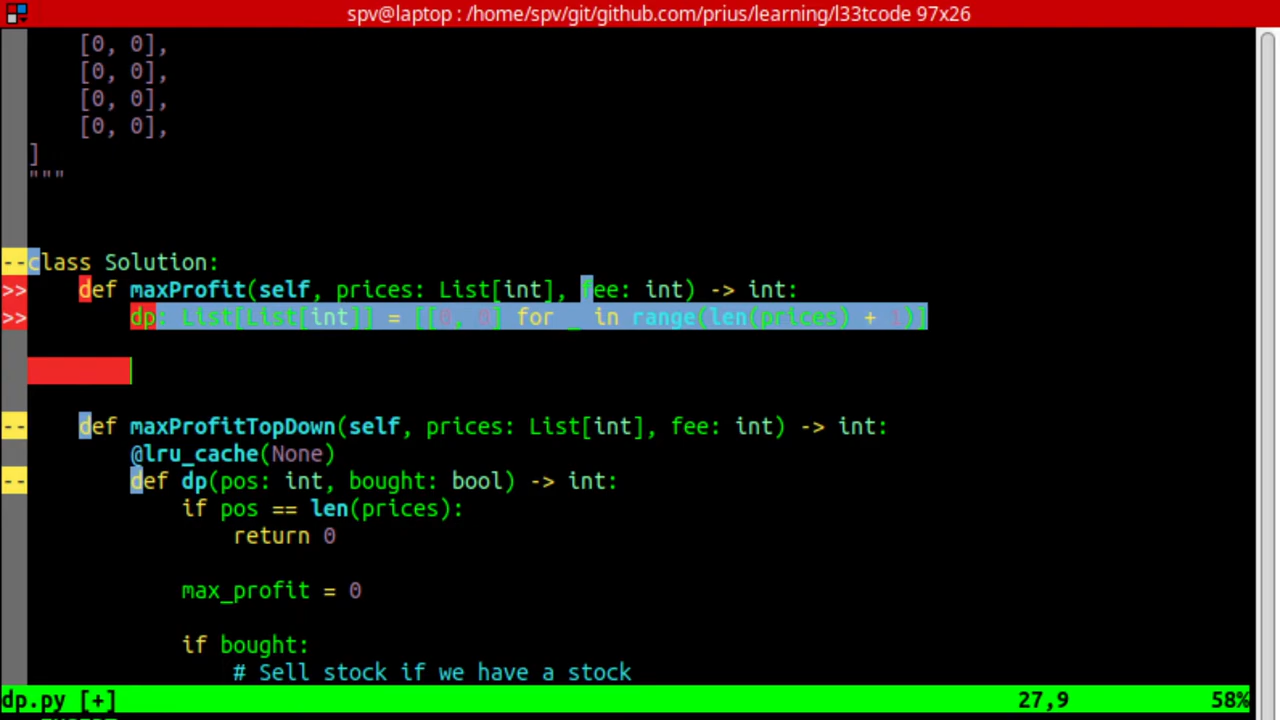 spv@laptop : /home/spv/git/github.com/prius/learning/l33tcode 97x26
    [0, 0],
    [0, 0],
    [0, 0],
    [0, 0],
]
"""
--class Solution:
>>    def maxProfit(self, prices: List[int], fee: int) -> int:
>>        dp: List[List[int]] = [[0, 0] for _ in range(len(prices) + 1)]
--    def maxProfitTopDown(self, prices: List[int], fee: int) -> int:
        @lru_cache(None)
--        def dp(pos: int, bought: bool) -> int:
            if pos == len(prices):
                return 0
            max_profit = 0
            if bought:
                # Sell stock if we have a stock
dp.py [+] 27,9 58%